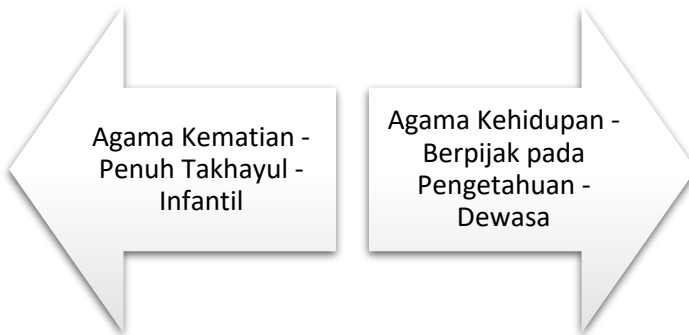 Agama Kematian -
Penuh Takhayul -
Infantil
Agama Kehidupan -
Berpijak pada
Pengetahuan -
Dewasa